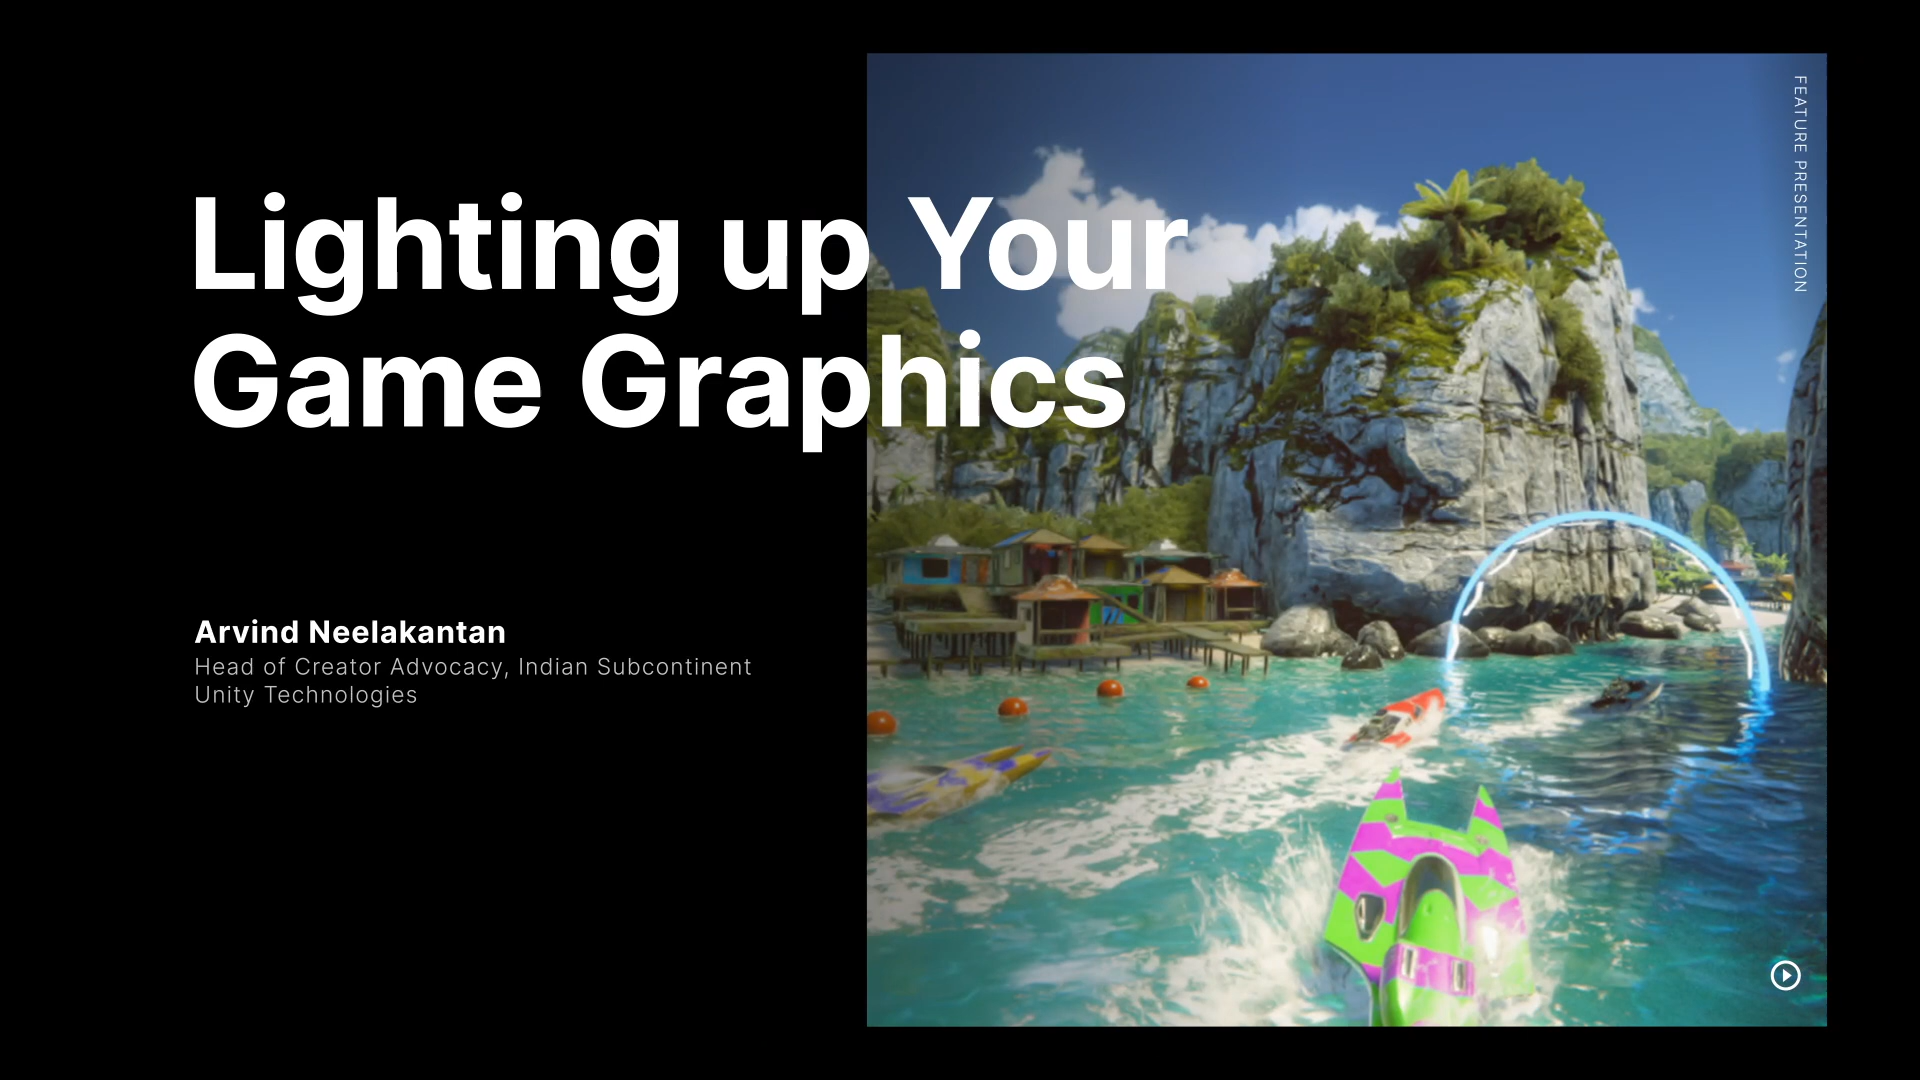 Lighting up Your
Game Graphics
Arvind Neelakantan
Head of Creator Advocacy, Indian Subcontinent
Unity Technologies
FEATURE PRESENTATION